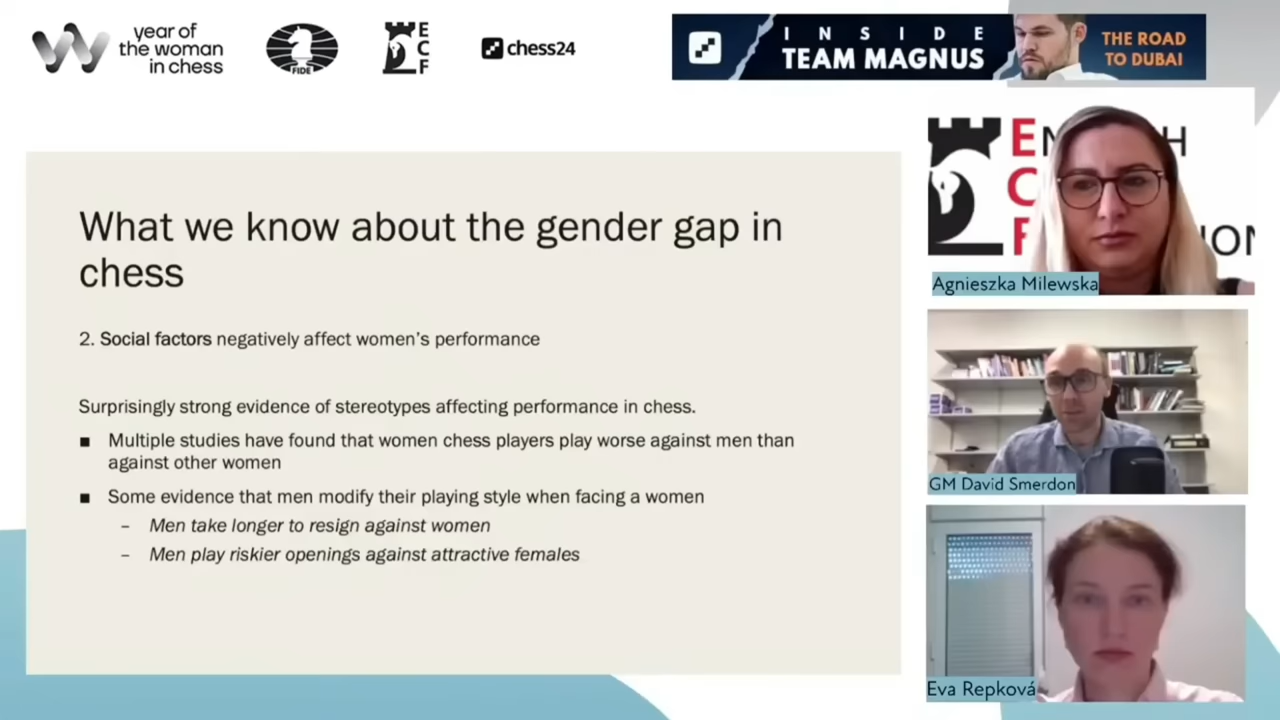 year of
the woman
in chess
FIDE
E
C
F
chess24
INSIDE
TEAM MAGNUS
THE ROAD
TO DUBAI
What we know about the gender gap in
chess
2. Social factors negatively affect women's performance
Surprisingly strong evidence of stereotypes affecting performance in chess.
■ Multiple studies have found that women chess players play worse against men than
against other women
■ Some evidence that men modify their playing style when facing a women
– Men take longer to resign against women
– Men play riskier openings against attractive females
Agnieszka Milewska
GM David Smerdon
Eva Repková